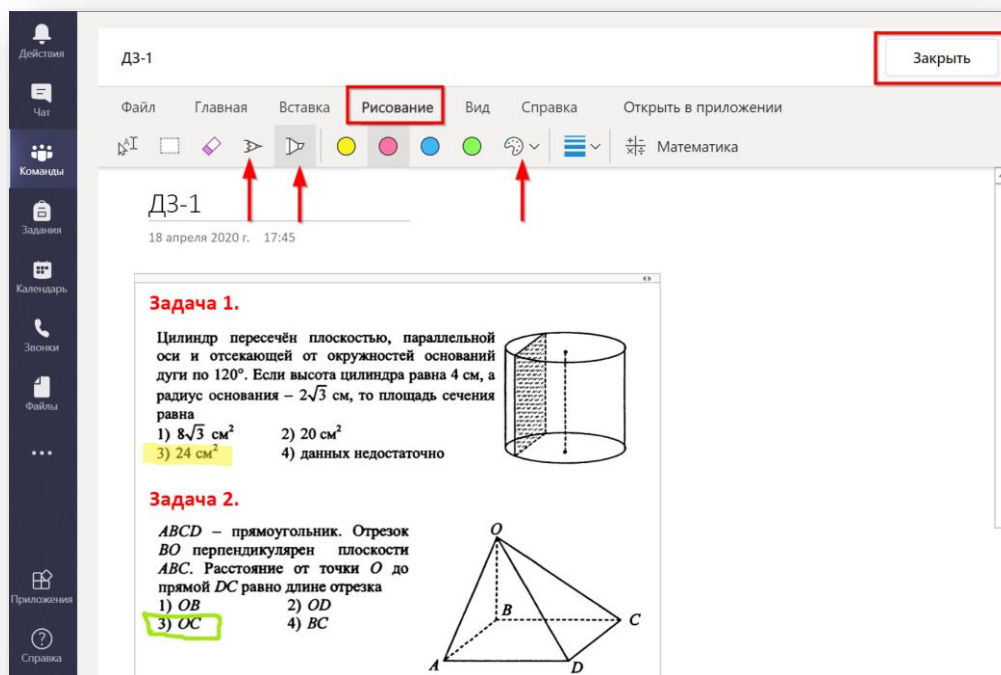 Действия
Чат
Команды
Задания
Календарь
Звонки
Файлы
Приложения
Справка
ДЗ-1
Закрыть
Файл Главная Вставка Рисование Вид Справка Открыть в приложении
Математика
ДЗ-1
18 апреля 2020 г. 17:45
Задача 1.
Цилиндр пересечён плоскостью, параллельной
оси и отсекающей от окружностей оснований
дуги по 120°. Если высота цилиндра равна 4 см, а
радиус основания – 2√3 см, то площадь сечения
равна
1) 8√3 см² 2) 20 см²
3) 24 см² 4) данных недостаточно
Задача 2.
ABCD – прямоугольник. Отрезок
BO перпендикулярен плоскости
ABC. Расстояние от точки O до
прямой DC равно длине отрезка
1) OB 2) OD
3) OC 4) BC
O
B
C
A
D